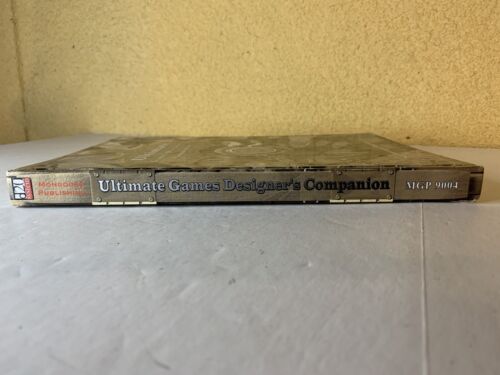 MONGOOSE
PUBLISHING
Ultimate Games Designer's Companion
MGP 9004